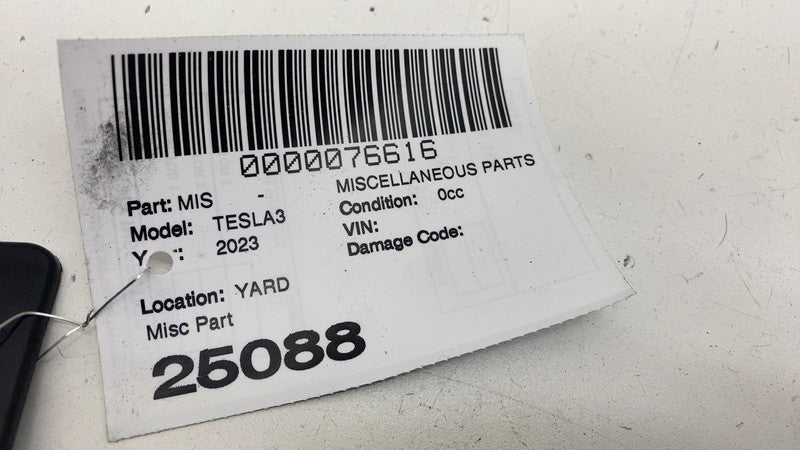 0000076616
Part: MIS - MISCELLANEOUS PARTS
Model: TESLA3 Condition: 0cc
2023 VIN:
Damage Code:
Location: YARD
Misc Part
25088